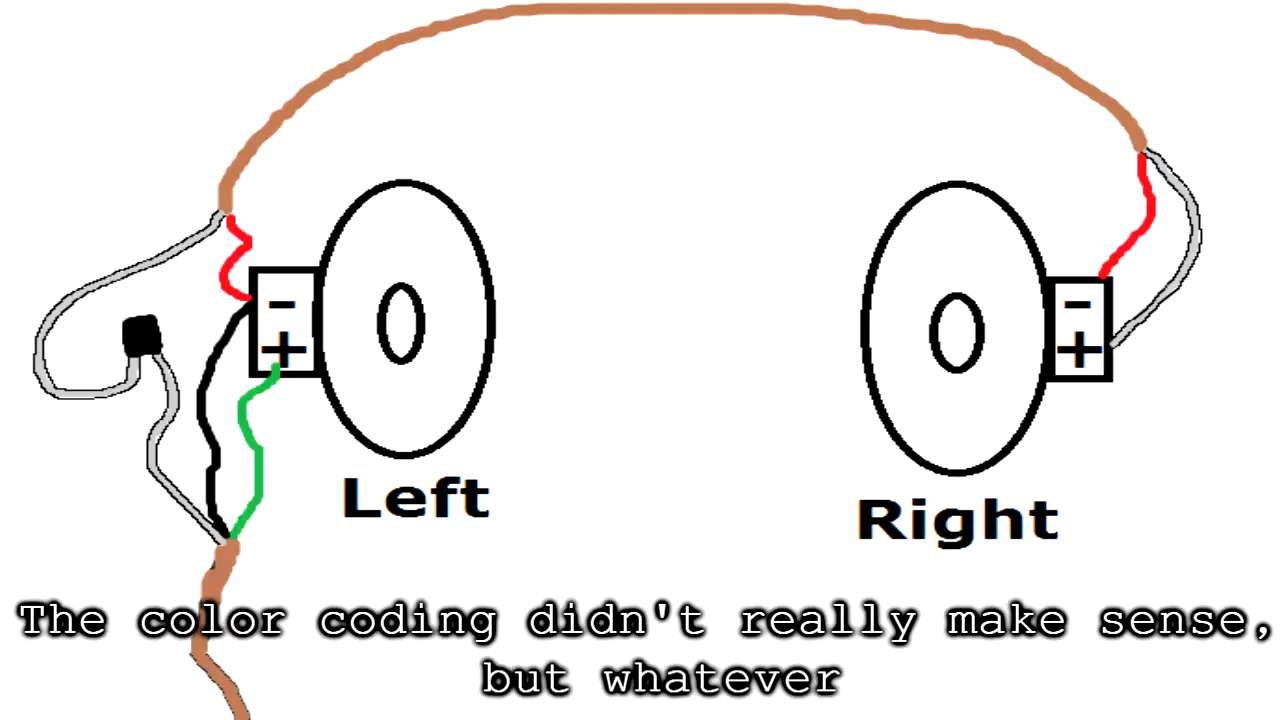 -
+
-
+
Left
Right
The color coding didn't really make sense,
but whatever